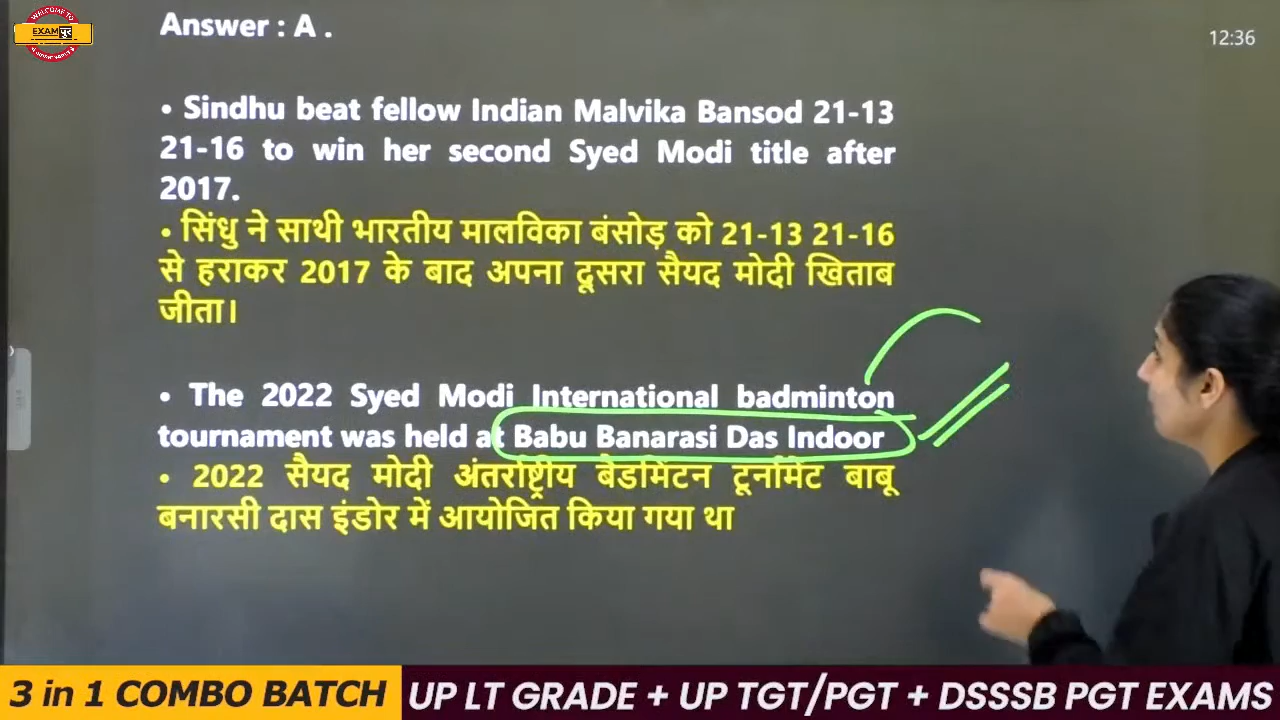 WELCOME TO
EXAM पुर
12:36
Answer : A .
• Sindhu beat fellow Indian Malvika Bansod 21-13
21-16 to win her second Syed Modi title after
2017.
• सिंधु ने साथी भारतीय मालविका बंसोड़ को 21-13 21-16
से हराकर 2017 के बाद अपना दूसरा सैयद मोदी खिताब
जीता।
• The 2022 Syed Modi International badminton
tournament was held at Babu Banarasi Das Indoor
• 2022 सैयद मोदी अंतर्राष्ट्रीय बैडमिंटन टूर्नामेंट बाबू
बनारसी दास इंडोर में आयोजित किया गया था
3 in 1 COMBO BATCH
UP LT GRADE + UP TGT/PGT + DSSSB PGT EXAMS